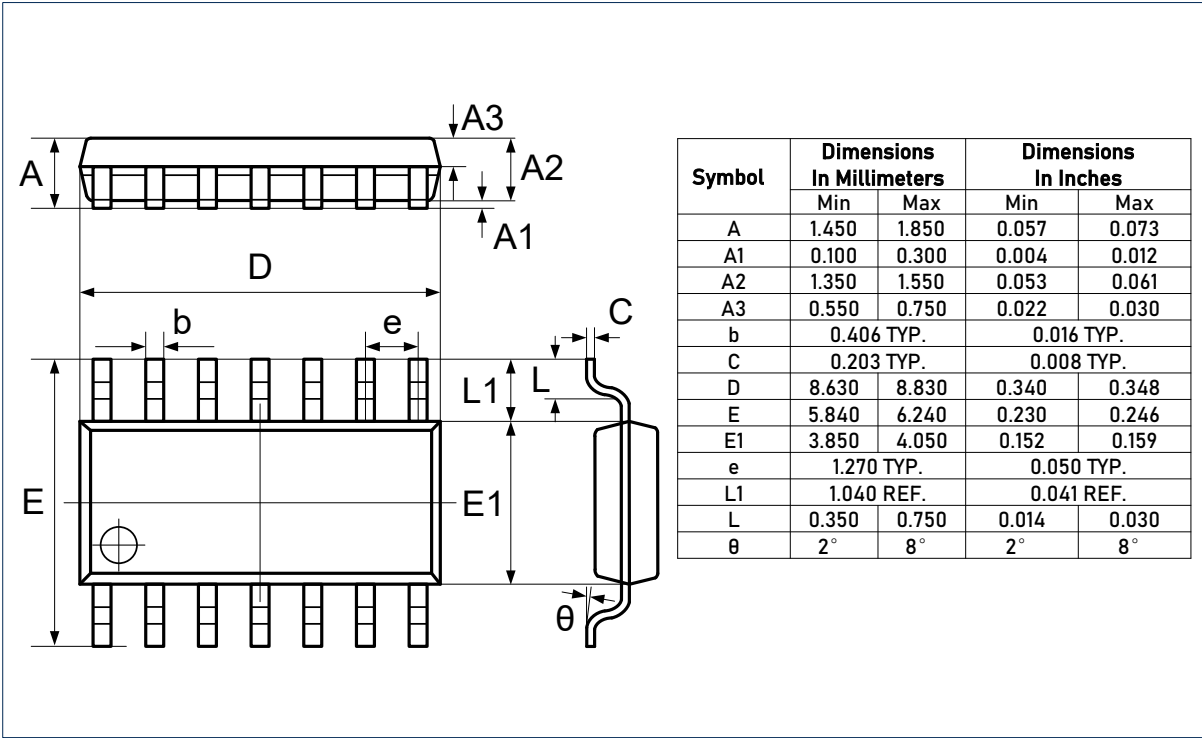 A3
A
A2
A1
D
b
e
C
L1
L
E
E1
θ
Symbol Dimensions In Millimeters Dimensions In Inches
Min Max Min Max
A 1.450 1.850 0.057 0.073
A1 0.100 0.300 0.004 0.012
A2 1.350 1.550 0.053 0.061
A3 0.550 0.750 0.022 0.030
b 0.406 TYP. 0.016 TYP.
C 0.203 TYP. 0.008 TYP.
D 8.630 8.830 0.340 0.348
E 5.840 6.240 0.230 0.246
E1 3.850 4.050 0.152 0.159
e 1.270 TYP. 0.050 TYP.
L1 1.040 REF. 0.041 REF.
L 0.350 0.750 0.014 0.030
θ 2° 8° 2° 8°